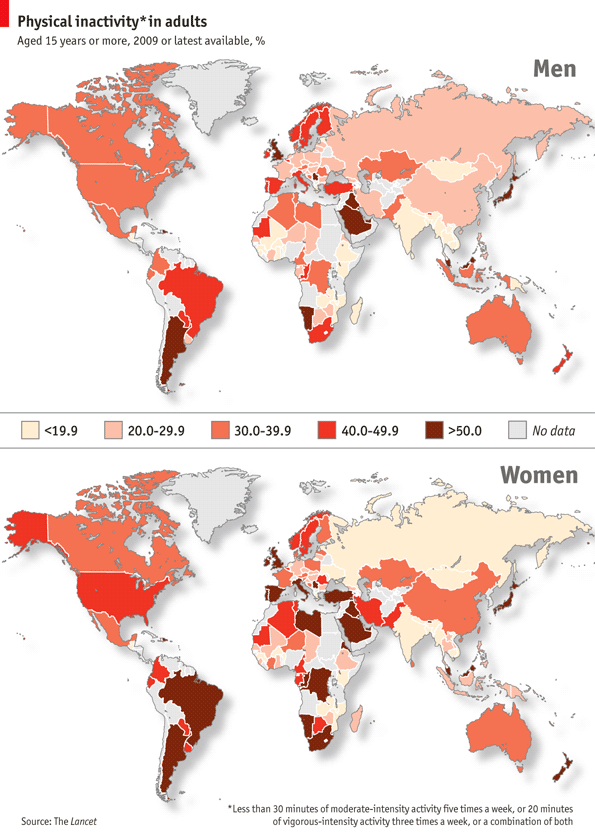 Physical inactivity* in adults
Aged 15 years or more, 2009 or latest available, %
Men
<19.9
20.0-29.9
30.0-39.9
40.0-49.9
>50.0
No data
Women
*Less than 30 minutes of moderate-intensity activity five times a week, or 20 minutes
of vigorous-intensity activity three times a week, or a combination of both
Source: The Lancet